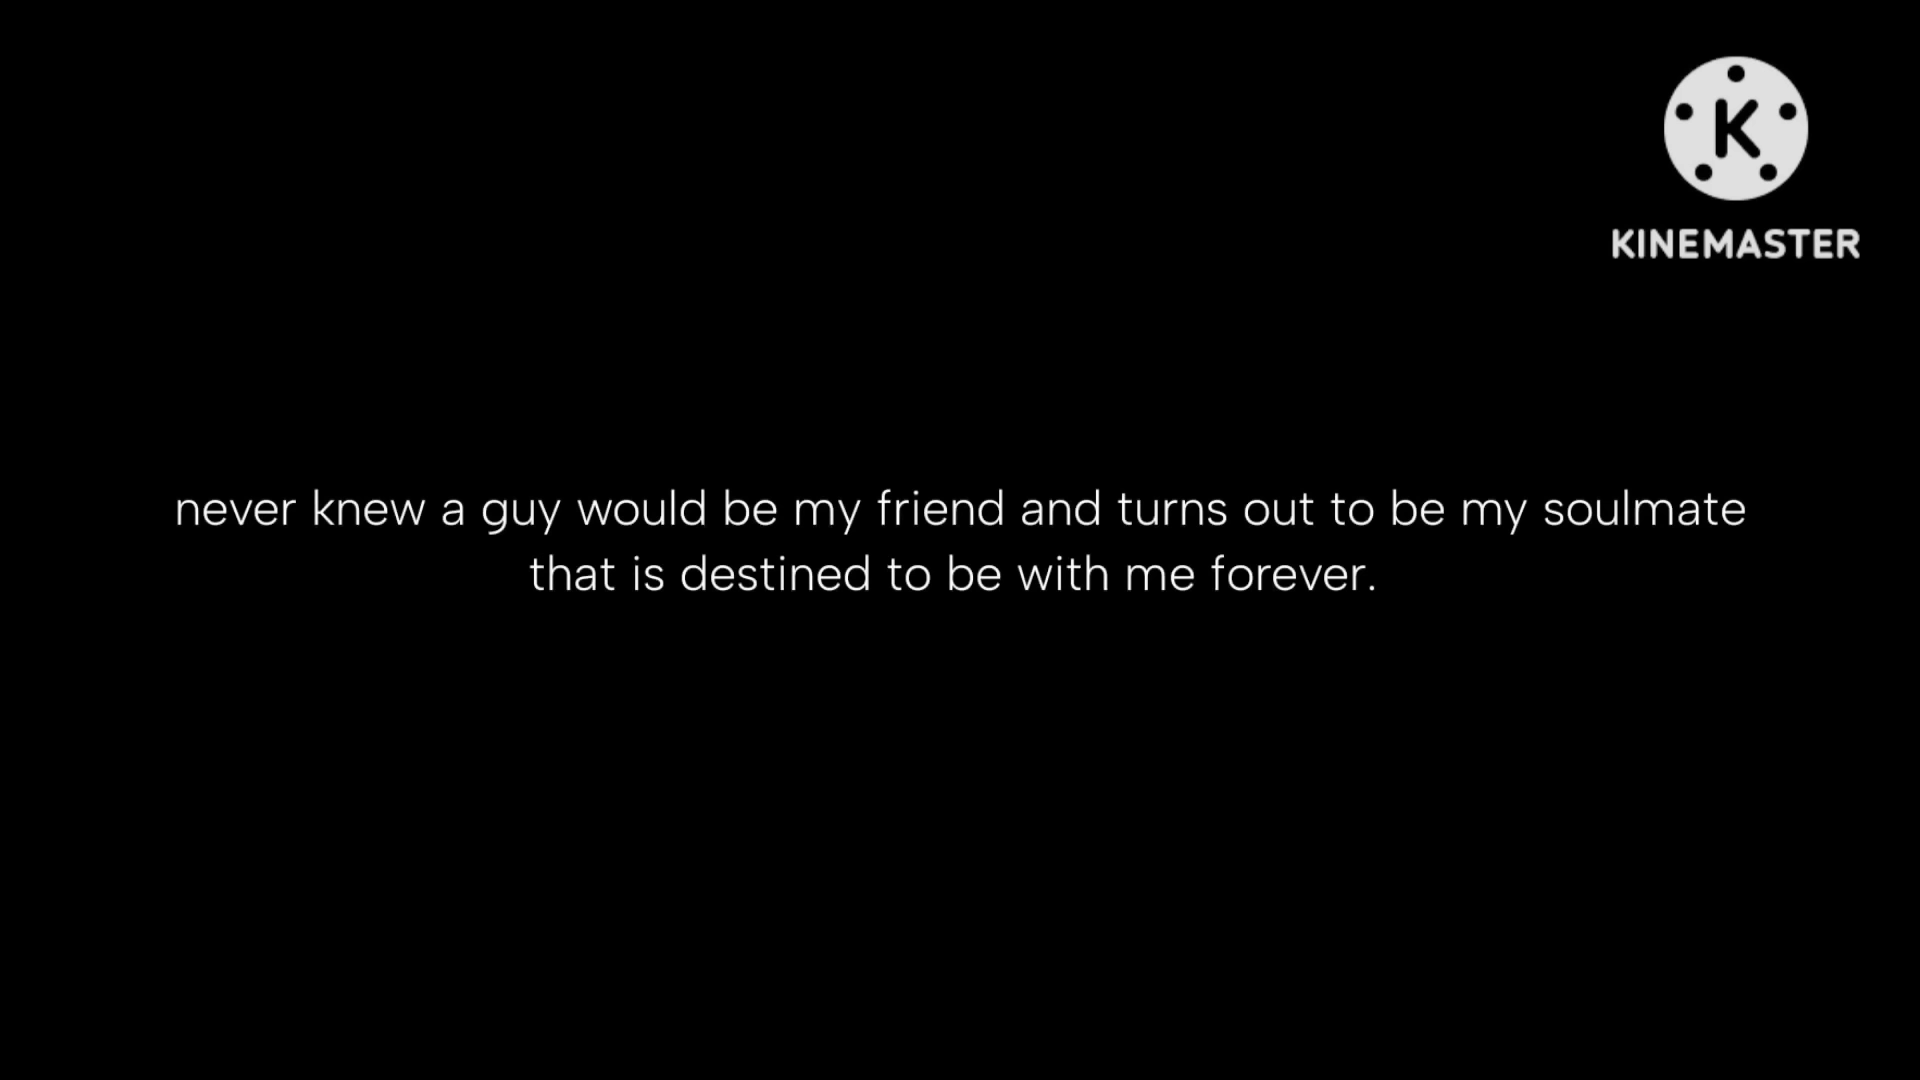 K
KINEMASTER
never knew a guy would be my friend and turns out to be my soulmate
that is destined to be with me forever.